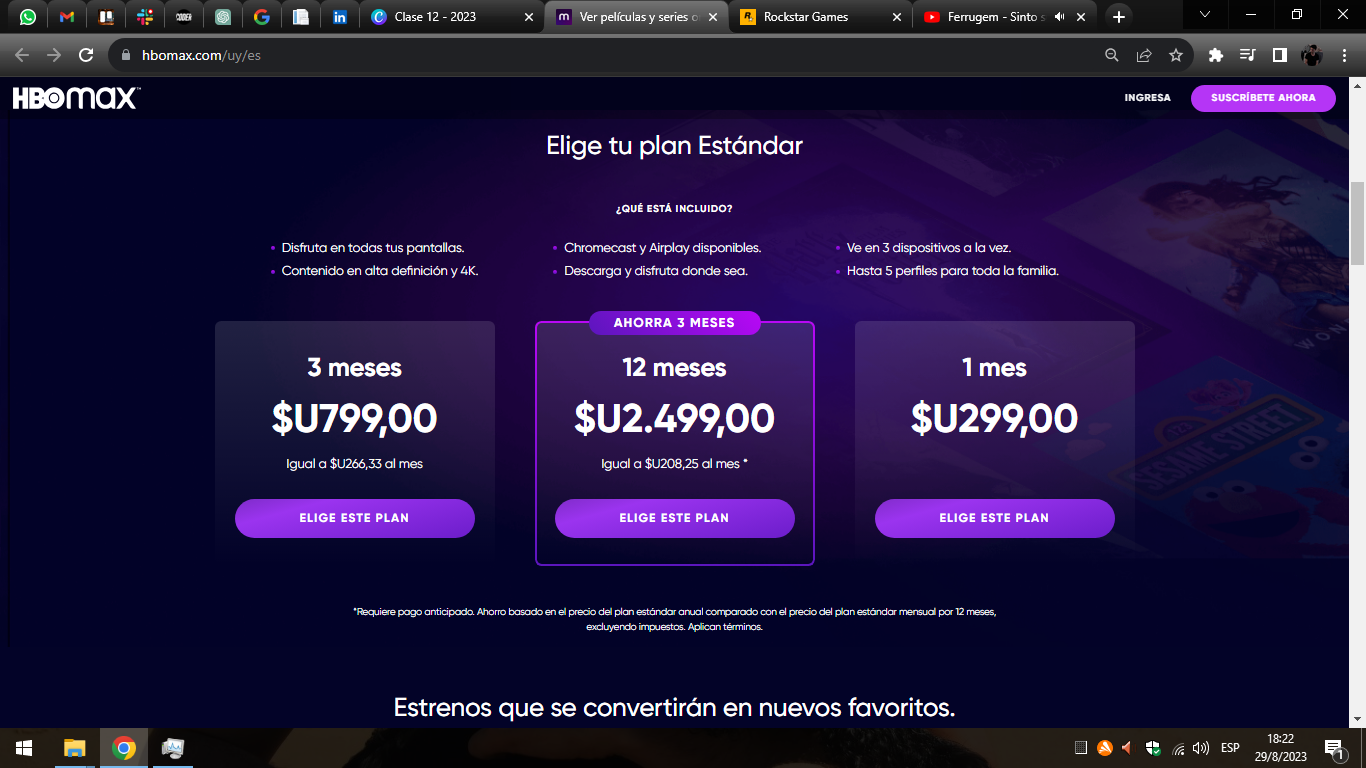 Clase 12 - 2023
Ver películas y series o
Rockstar Games
Ferrugem - Sinto s
hbomax.com/uy/es
HBOmax
INGRESA
SUSCRÍBETE AHORA
Elige tu plan Estándar
¿QUÉ ESTÁ INCLUIDO?
Disfruta en todas tus pantallas.
Contenido en alta definición y 4K.
Chromecast y Airplay disponibles.
Descarga y disfruta donde sea.
Ve en 3 dispositivos a la vez.
Hasta 5 perfiles para toda la familia.
3 meses
$U799,00
Igual a $U266,33 al mes
ELIGE ESTE PLAN
AHORRA 3 MESES
12 meses
$U2.499,00
Igual a $U208,25 al mes *
ELIGE ESTE PLAN
1 mes
$U299,00
ELIGE ESTE PLAN
*Requiere pago anticipado. Ahorro basado en el precio del plan estándar anual comparado con el precio del plan estándar mensual por 12 meses,
excluyendo impuestos. Aplican términos.
WON
123
SESAME STREET
Estrenos que se convertirán en nuevos favoritos.
ESP
18:22
29/8/2023
1